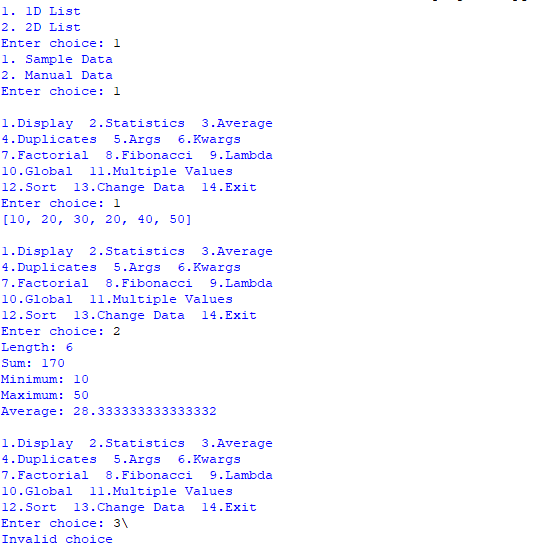 1. 1D List
2. 2D List
Enter choice: 1
1. Sample Data
2. Manual Data
Enter choice: 1
1.Display  2.Statistics  3.Average
4.Duplicates  5.Args  6.Kwargs
7.Factorial  8.Fibonacci  9.Lambda
10.Global  11.Multiple Values
12.Sort  13.Change Data  14.Exit
Enter choice: 1
[10, 20, 30, 20, 40, 50]
1.Display  2.Statistics  3.Average
4.Duplicates  5.Args  6.Kwargs
7.Factorial  8.Fibonacci  9.Lambda
10.Global  11.Multiple Values
12.Sort  13.Change Data  14.Exit
Enter choice: 2
Length: 6
Sum: 170
Minimum: 10
Maximum: 50
Average: 28.333333333333332
1.Display  2.Statistics  3.Average
4.Duplicates  5.Args  6.Kwargs
7.Factorial  8.Fibonacci  9.Lambda
10.Global  11.Multiple Values
12.Sort  13.Change Data  14.Exit
Enter choice: 3\
Invalid choice